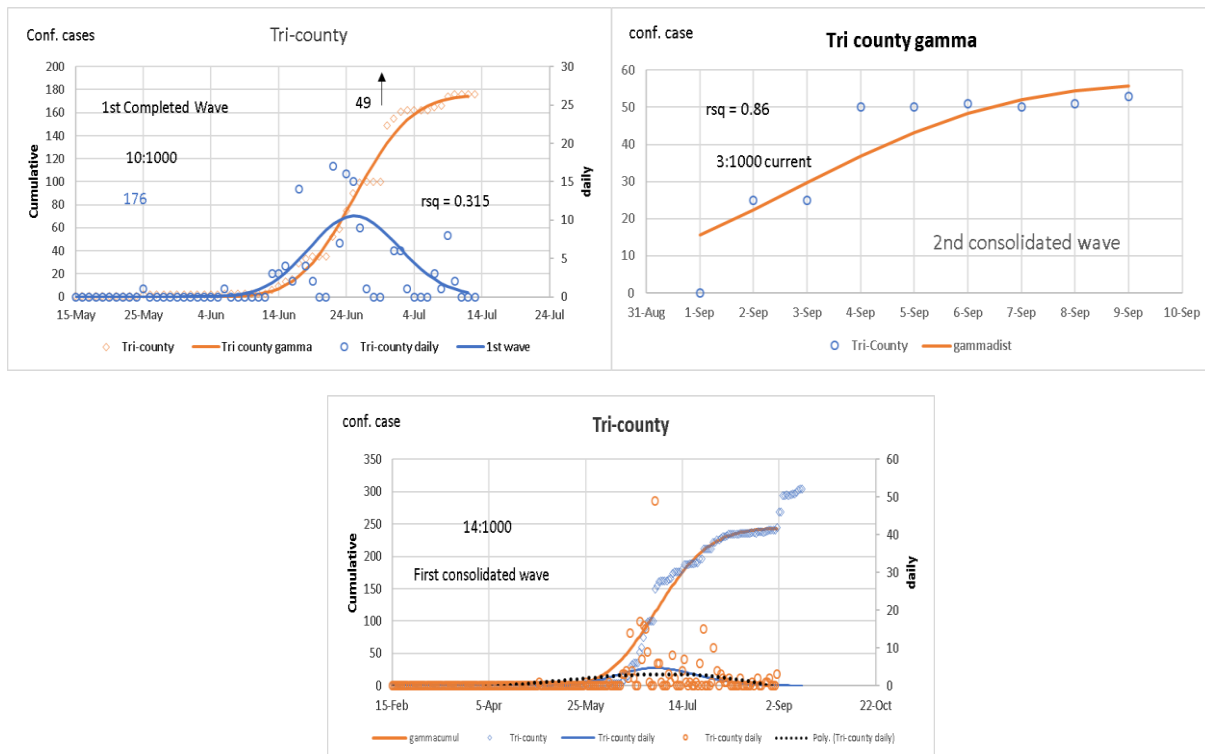 Conf. cases
Tri-county
200
180
160
140
120
100
80
60
40
20
0
Cumulative
30
25
20
15
10
5
0
daily
1st Completed Wave
49
10:1000
176
rsq = 0.315
15-May 25-May 4-Jun 14-Jun 24-Jun 4-Jul 14-Jul 24-Jul
Tri-county Tri county gamma Tri-county daily 1st wave
conf. case
Tri county gamma
60
50
40
30
20
10
0
rsq = 0.86
3:1000 current
2nd consolidated wave
31-Aug 1-Sep 2-Sep 3-Sep 4-Sep 5-Sep 6-Sep 7-Sep 8-Sep 9-Sep 10-Sep
Tri-County gammadist
conf. case
Tri-county
350
300
250
200
150
100
50
0
Cumulative
60
50
40
30
20
10
0
daily
14:1000
First consolidated wave
15-Feb 5-Apr 25-May 14-Jul 2-Sep 22-Oct
gammacumul Tri-county Tri-county daily Tri-county daily Poly. (Tri-county daily)